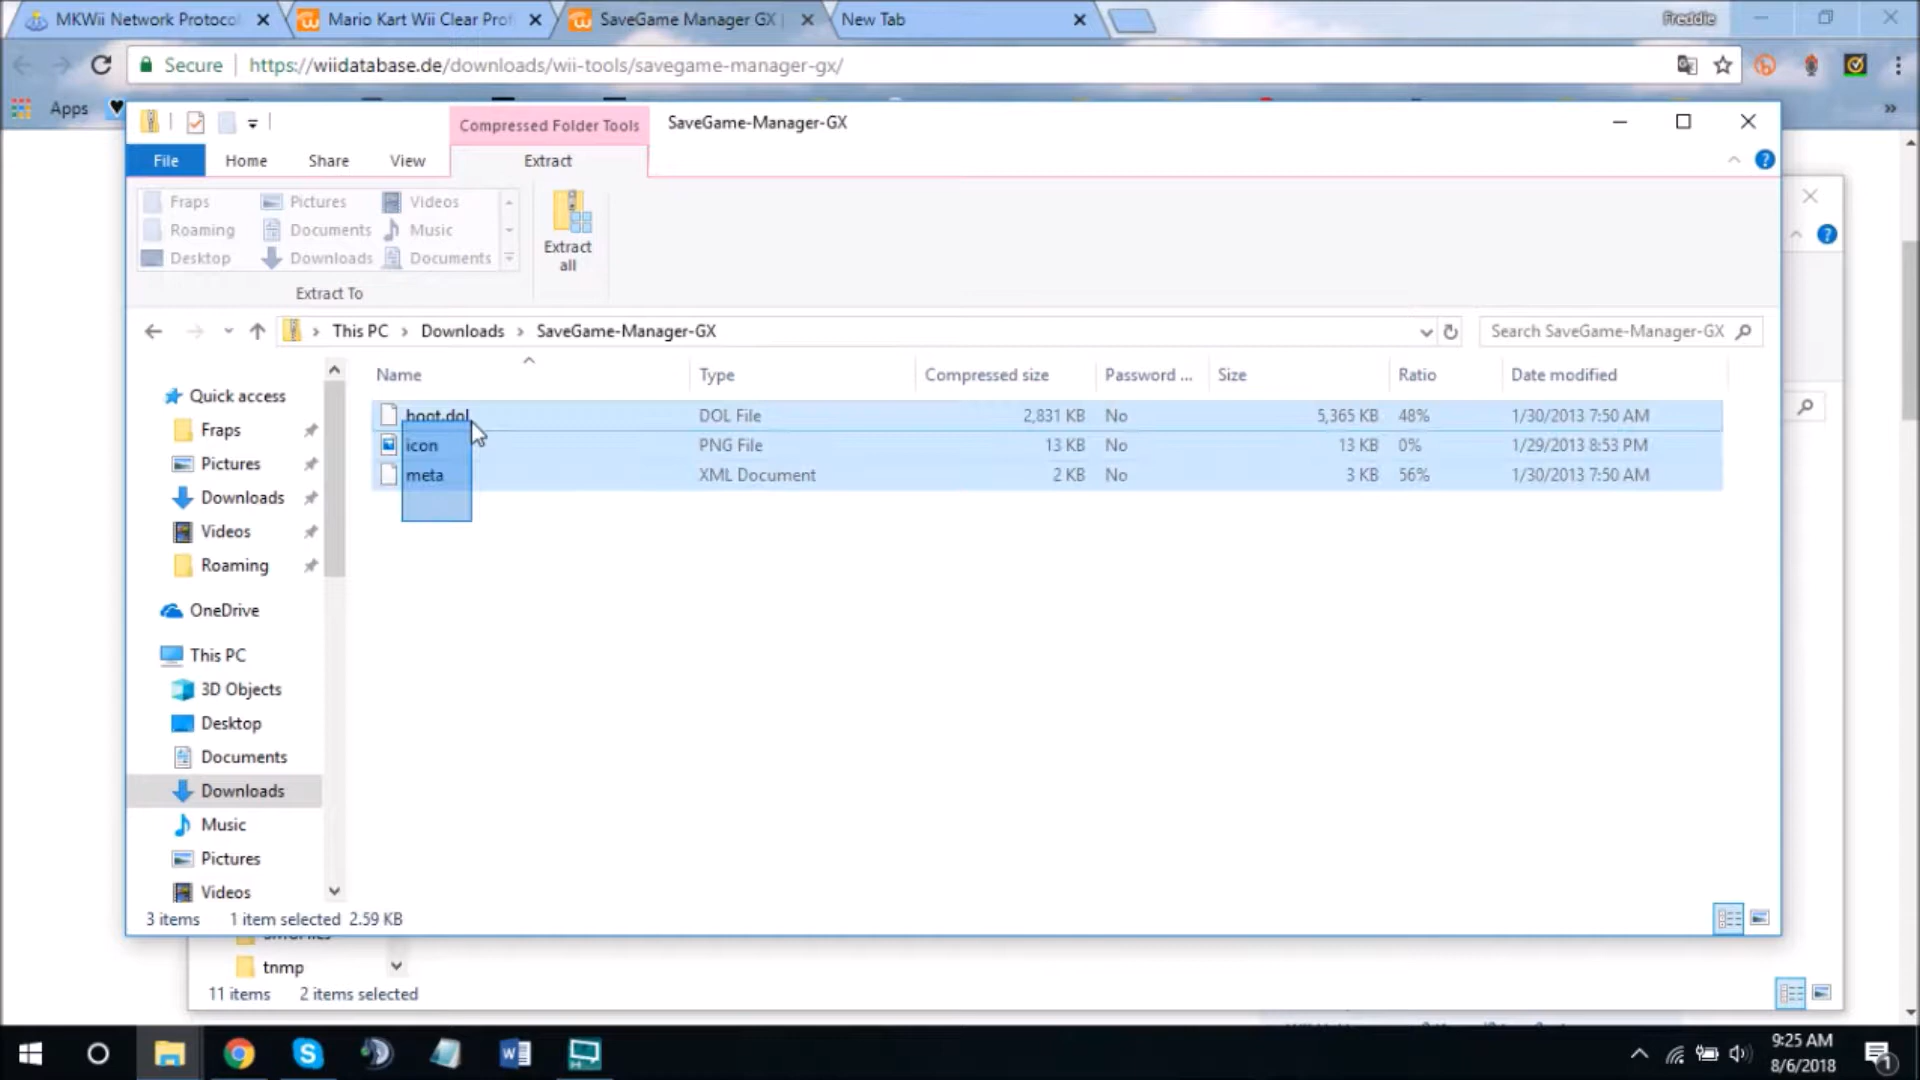 MKWii Network Protoco
Mario Kart Wii Clear Prof
SaveGame Manager GX
New Tab
Freddie
Secure
https://wiidatabase.de/downloads/wii-tools/savegame-manager-gx/
Apps
Compressed Folder Tools
SaveGame-Manager-GX
File
Home
Share
View
Extract
Fraps
Pictures
Videos
Roaming
Documents
Music
Desktop
Downloads
Documents
Extract
all
Extract To
This PC
Downloads
SaveGame-Manager-GX
Search SaveGame-Manager-GX
Name
Type
Compressed size
Password ...
Size
Ratio
Date modified
boot.dol
DOL File
2,831 KB
No
5,365 KB
48%
1/30/2013 7:50 AM
icon
PNG File
13 KB
No
13 KB
0%
1/29/2013 8:53 PM
meta
XML Document
2 KB
No
3 KB
56%
1/30/2013 7:50 AM
Quick access
Fraps
Pictures
Downloads
Videos
Roaming
OneDrive
This PC
3D Objects
Desktop
Documents
Downloads
Music
Pictures
Videos
3 items
1 item selected 2.59 KB
tnmp
11 items
2 items selected
9:25 AM
8/6/2018
1